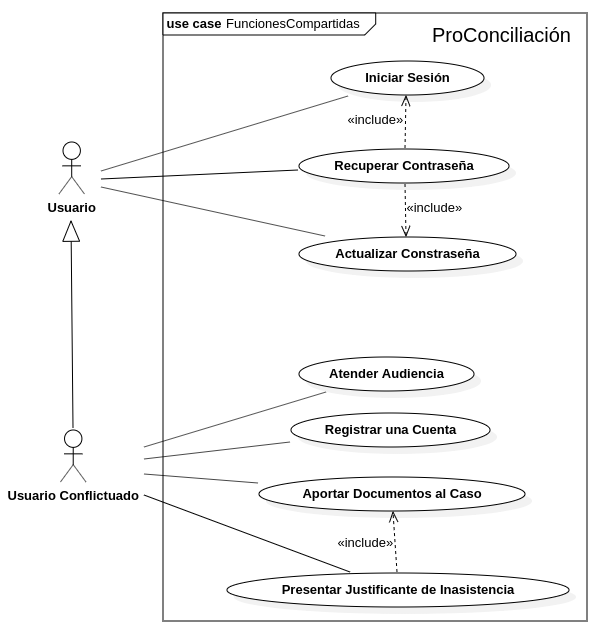 use case FuncionesCompartidas
ProConciliación
Iniciar Sesión
«include»
Recuperar Contraseña
Usuario
«include»
Actualizar Constraseña
Atender Audiencia
Registrar una Cuenta
Usuario Conflictuado
Aportar Documentos al Caso
«include»
Presentar Justificante de Inasistencia